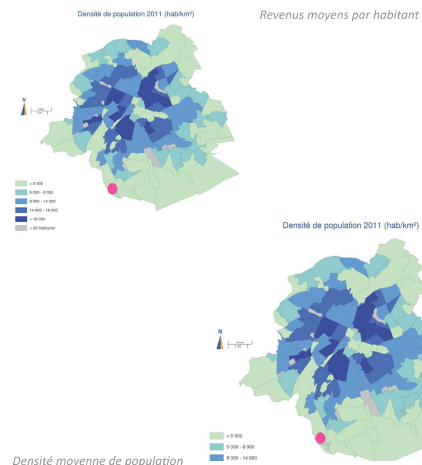 Densité de population 2011 (hab/km²)
Revenus moyens par habitant
N
< 5 000
5 000 - 8 000
8 000 - 14 000
14 000 - 18 000
> 18 000
< 00 habitants
Densité de population 2011 (hab/km²)
N
< 5 000
5 000 - 8 000
8 000 - 14 000
Densité moyenne de population